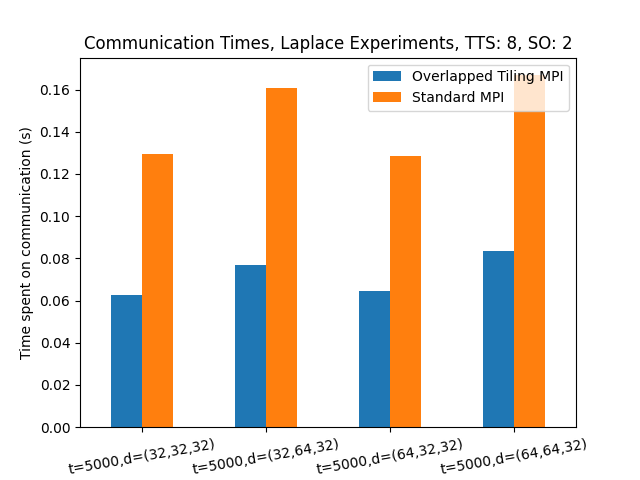 Communication Times, Laplace Experiments, TTS: 8, SO: 2
Overlapped Tiling MPI
Standard MPI
Time spent on communication (s)
0.16
0.14
0.12
0.10
0.08
0.06
0.04
0.02
0.00
t=5000,d=(32,32,32)
t=5000,d=(32,64,32)
t=5000,d=(64,32,32)
t=5000,d=(64,64,32)